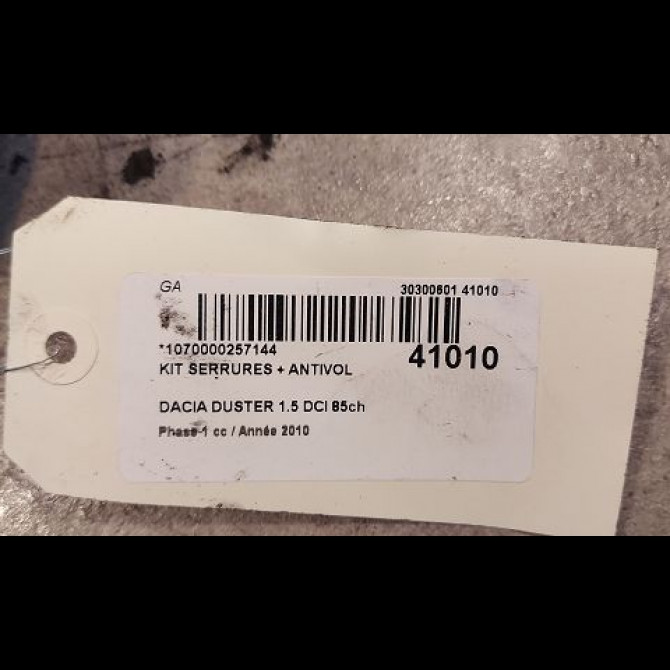 GA 30300601 41010
*1070000257144 41010
KIT SERRURES + ANTIVOL
DACIA DUSTER 1.5 DCI 85ch
Phase 1 cc / Année 2010